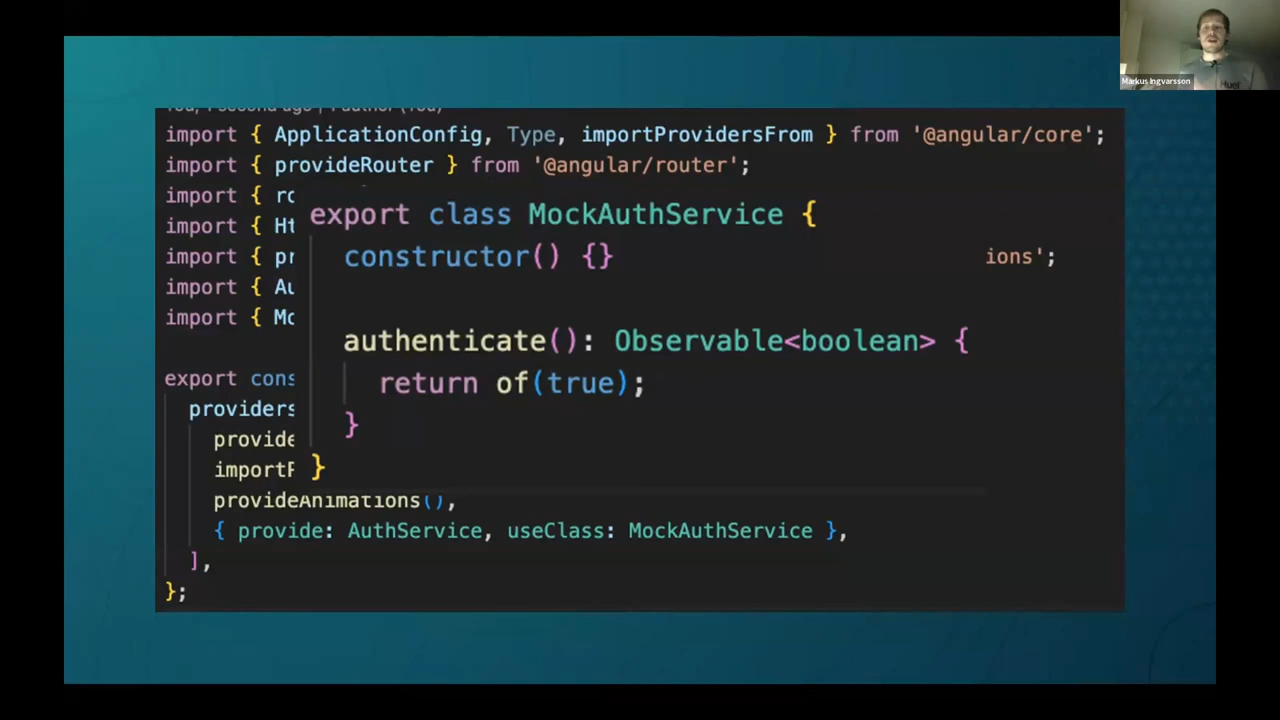 Markus Ingvarsson
import { ApplicationConfig, Type, importProvidersFrom } from '@angular/core';
import { provideRouter } from '@angular/router';
import { ro
import { Ht
import { pr
ions';
import { Au
import { Mo
export cons
providers
provide
importP
provideAnimations(),
{ provide: AuthService, useClass: MockAuthService },
],
};
export class MockAuthService {
constructor() {}
authenticate(): Observable<boolean> {
return of(true);
}
}